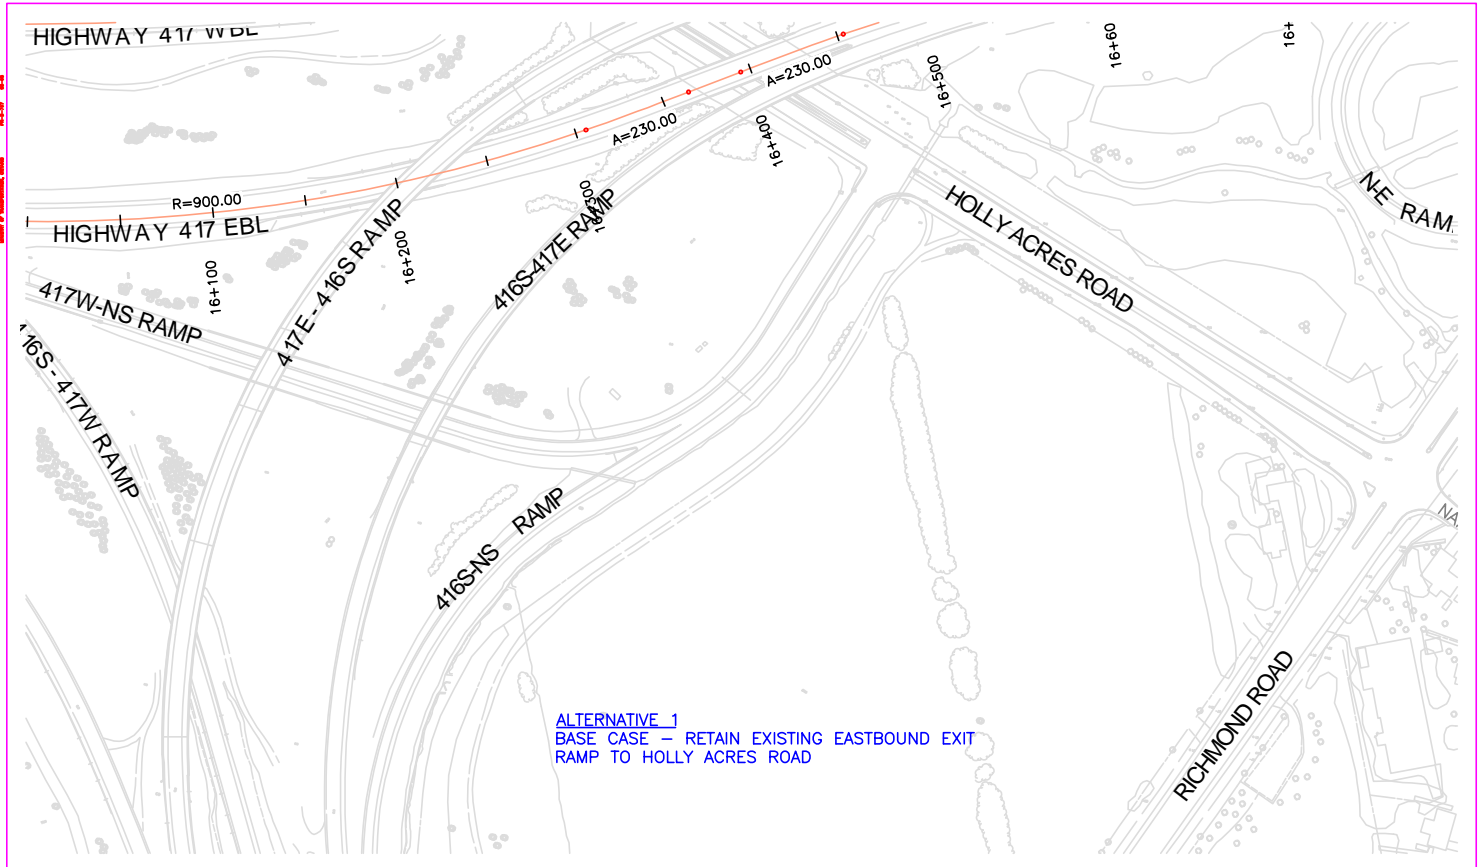 HIGHWAY 417 WBL
16+60
16+
16+500
A=230.00
A=230.00
16+400
R=900.00
HIGHWAY 417 EBL
417E - 416S RAMP
16+200
16+300
416S-417E RAMP
HOLLY ACRES ROAD
N-E RAM
16+100
417W-NS RAMP
416S - 417W RAMP
416S-NS RAMP
NA
RICHMOND ROAD
ALTERNATIVE 1
BASE CASE – RETAIN EXISTING EASTBOUND EXIT
RAMP TO HOLLY ACRES ROAD